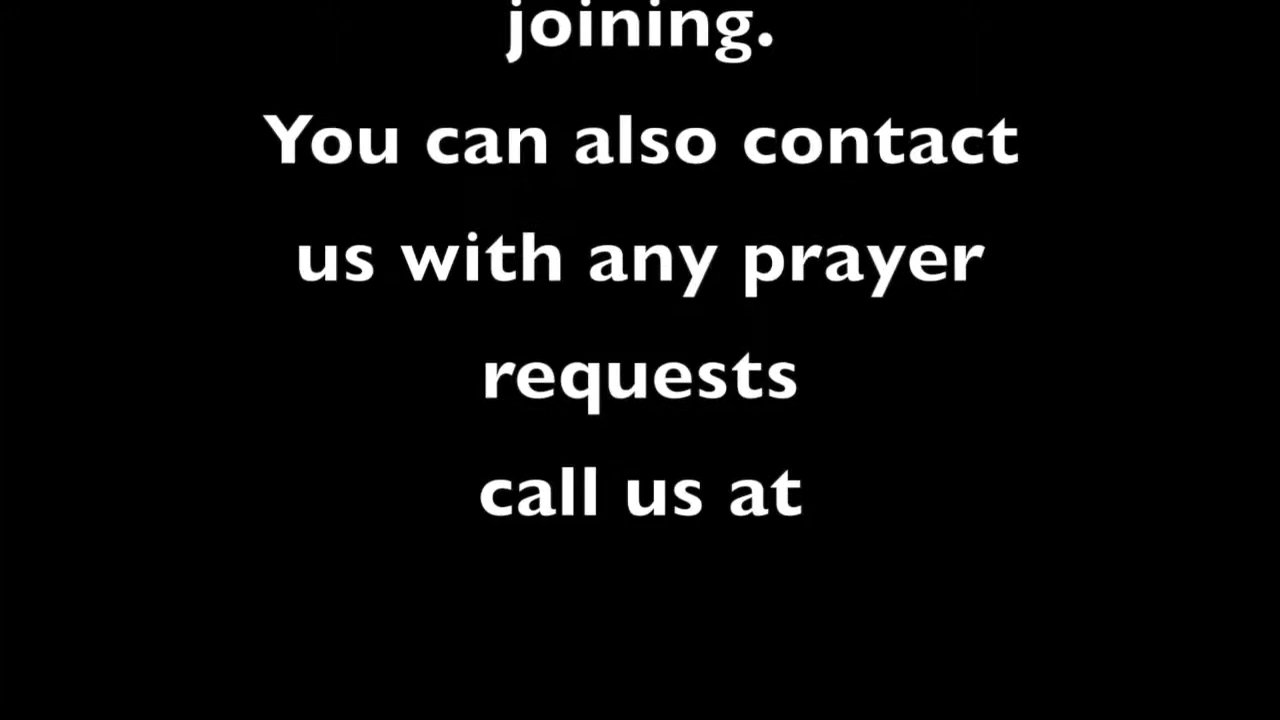 joining.
You can also contact
us with any prayer
requests
call us at